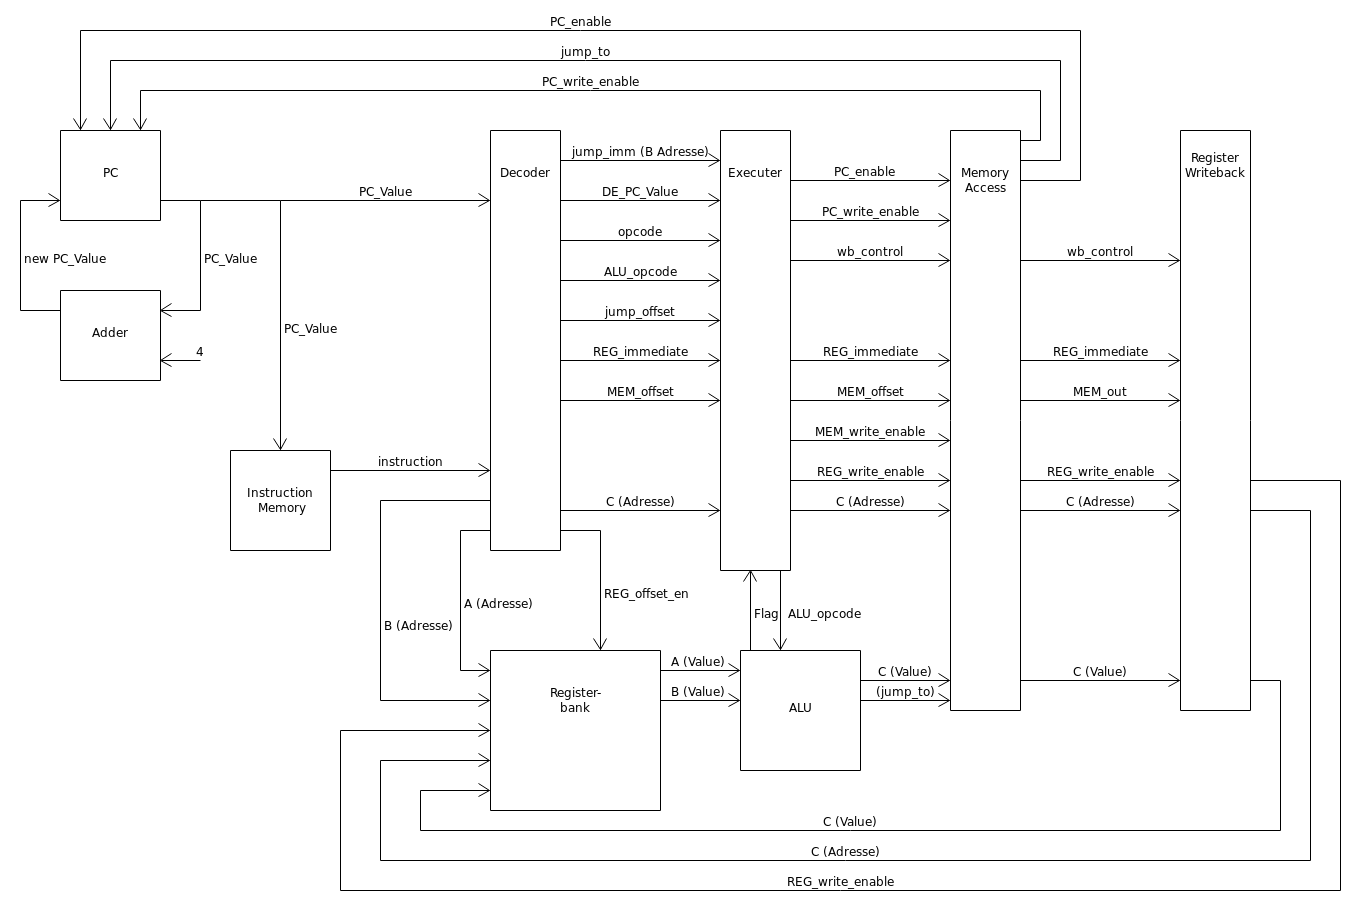 PC_enable
jump_to
PC_write_enable
PC
Decoder
jump_imm (B Adresse)
Executer
PC_enable
Memory
Access
Register
Writeback
PC_Value
DE_PC_Value
PC_write_enable
opcode
new PC_Value
PC_Value
ALU_opcode
wb_control
wb_control
Adder
PC_Value
jump_offset
4
REG_immediate
REG_immediate
REG_immediate
MEM_offset
MEM_offset
MEM_out
MEM_write_enable
instruction
REG_write_enable
REG_write_enable
Instruction
Memory
C (Adresse)
C (Adresse)
C (Adresse)
REG_offset_en
A (Adresse)
B (Adresse)
Flag
ALU_opcode
A (Value)
C (Value)
C (Value)
Register-
bank
B (Value)
(jump_to)
ALU
C (Value)
C (Adresse)
REG_write_enable